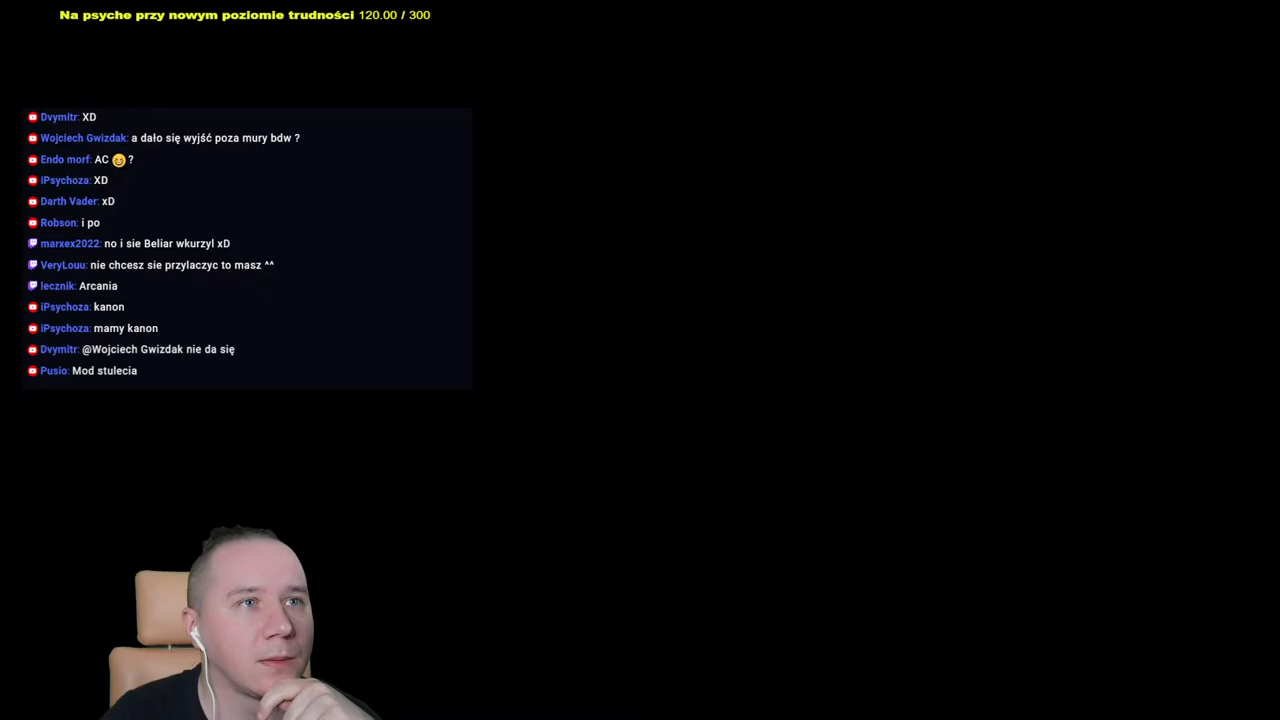 Na psyche przy nowym poziomie trudności 120.00 / 300
Dvymitr: XD
Wojciech Gwizdak: a dało się wyjść poza mury bdw ?
Endo morf: AC 😆 ?
iPsychoza: XD
Darth Vader: xD
Robson: i po
marxex2022: no i sie Beliar wkurzyl xD
VeryLouu: nie chcesz sie przylaczyc to masz ^^
lecznik: Arcania
iPsychoza: kanon
iPsychoza: mamy kanon
Dvymitr: @Wojciech Gwizdak nie da się
Pusio: Mod stulecia